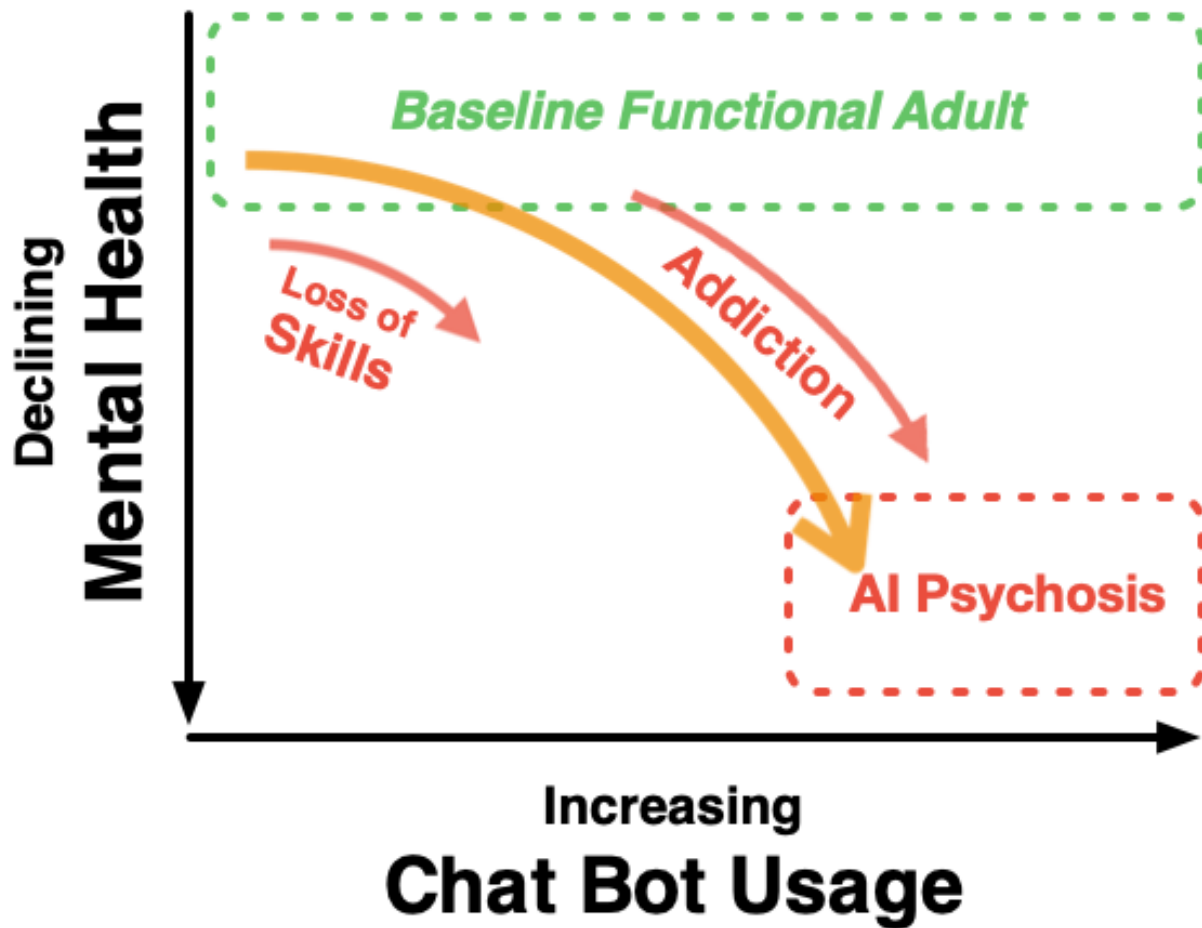 Baseline Functional Adult
Declining
Mental Health
Loss of
Skills
Addiction
AI Psychosis
Increasing
Chat Bot Usage